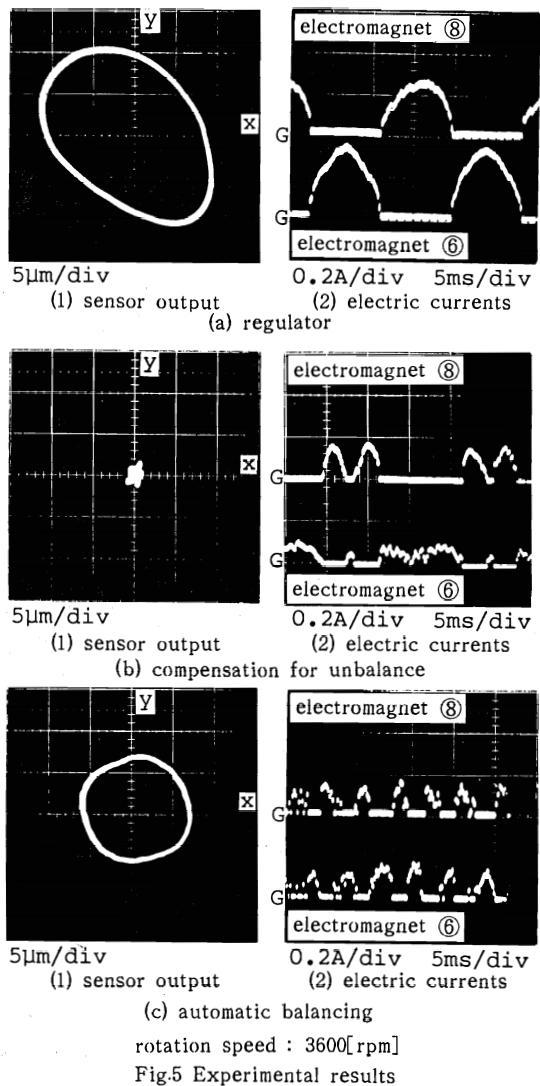 y
x
5µm/div
(1) sensor output
electromagnet ⑧
G
G
electromagnet ⑥
0.2A/div 5ms/div
(2) electric currents
(a) regulator
y
x
5µm/div
(1) sensor output
electromagnet ⑧
G
G
electromagnet ⑥
0.2A/div 5ms/div
(2) electric currents
(b) compensation for unbalance
y
x
5µm/div
(1) sensor output
electromagnet ⑧
G
G
electromagnet ⑥
0.2A/div 5ms/div
(2) electric currents
(c) automatic balancing
rotation speed : 3600[rpm]
Fig.5 Experimental results